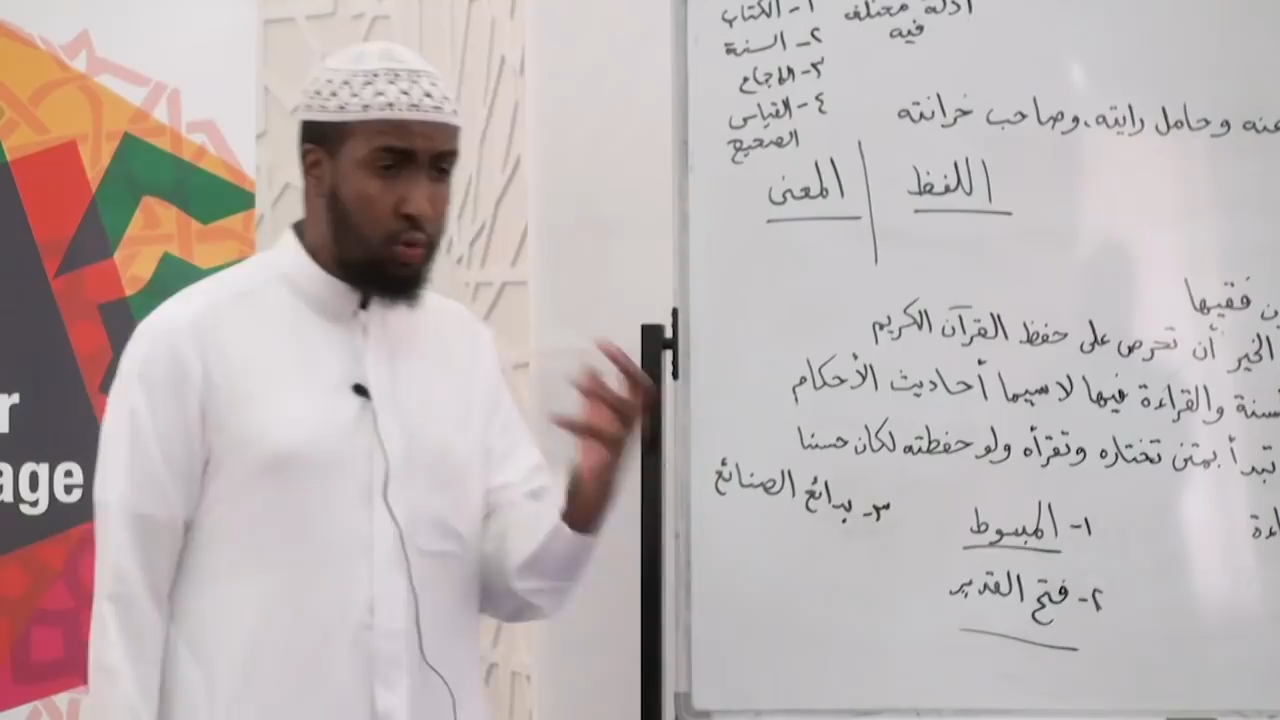 r
age
أدلة مختلف
فيه
١- الكتاب
٢- السنة
٣- الإجماع
٤- القياس
الصحيح
عنه وحامل رايته، وصاحب خزانته
اللفظ
المعنى
ن فقيها
الخير أن تحرص على حفظ القرآن الكريم
لسنة والقراءة فيها لاسيما أحاديث الأحكام
تبدأ بمتن تختاره وتقرأه ولو حفظته لكان حسنا
اءة
١- المبسوط
٢- فتح القدير
٣- بدائع الصنائع